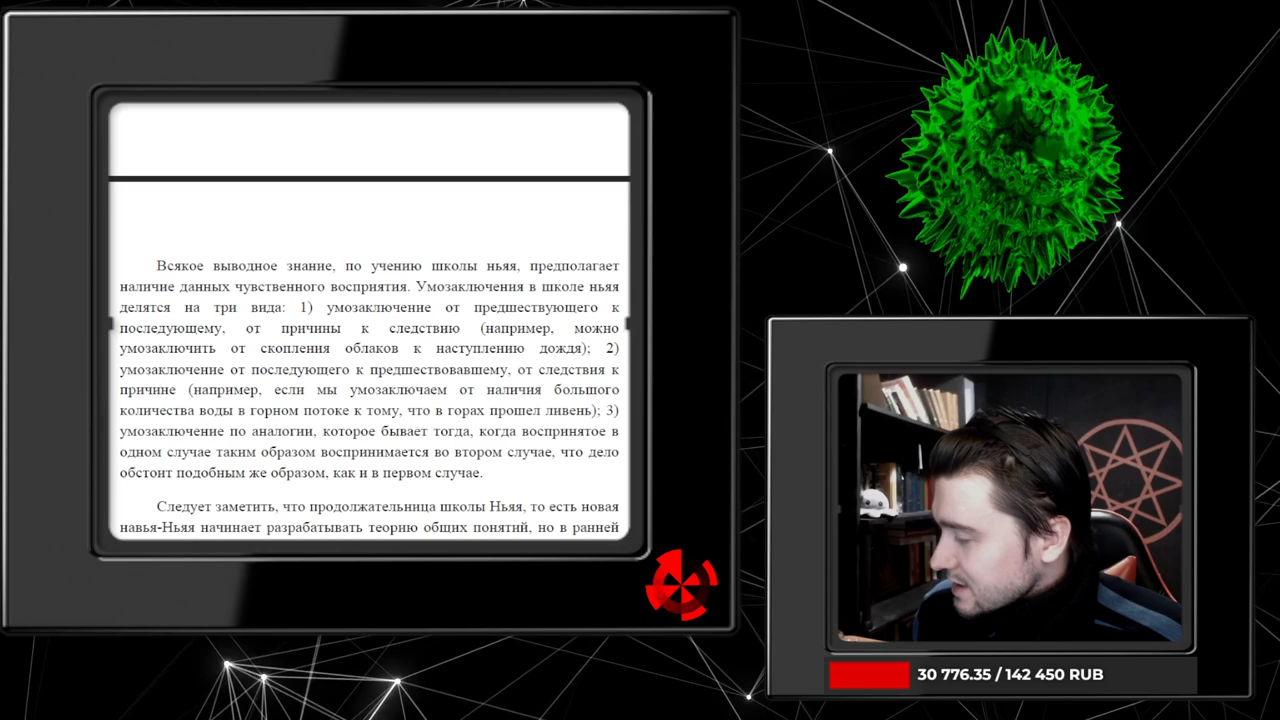 Всякое выводное знание, по учению школы ньяя, предполагает
наличие данных чувственного восприятия. Умозаключения в школе ньяя
делятся на три вида: 1) умозаключение от предшествующего к
последующему, от причины к следствию (например, можно
умозаключить от скопления облаков к наступлению дождя); 2)
умозаключение от последующего к предшествовавшему, от следствия к
причине (например, если мы умозаключаем от наличия большого
количества воды в горном потоке к тому, что в горах прошел ливень); 3)
умозаключение по аналогии, которое бывает тогда, когда воспринятое в
одном случае таким образом воспринимается во втором случае, что дело
обстоит подобным же образом, как и в первом случае.
Следует заметить, что продолжательница школы Ньяя, то есть новая
навья-Ньяя начинает разрабатывать теорию общих понятий, но в ранней
30 776.35 / 142 450 RUB